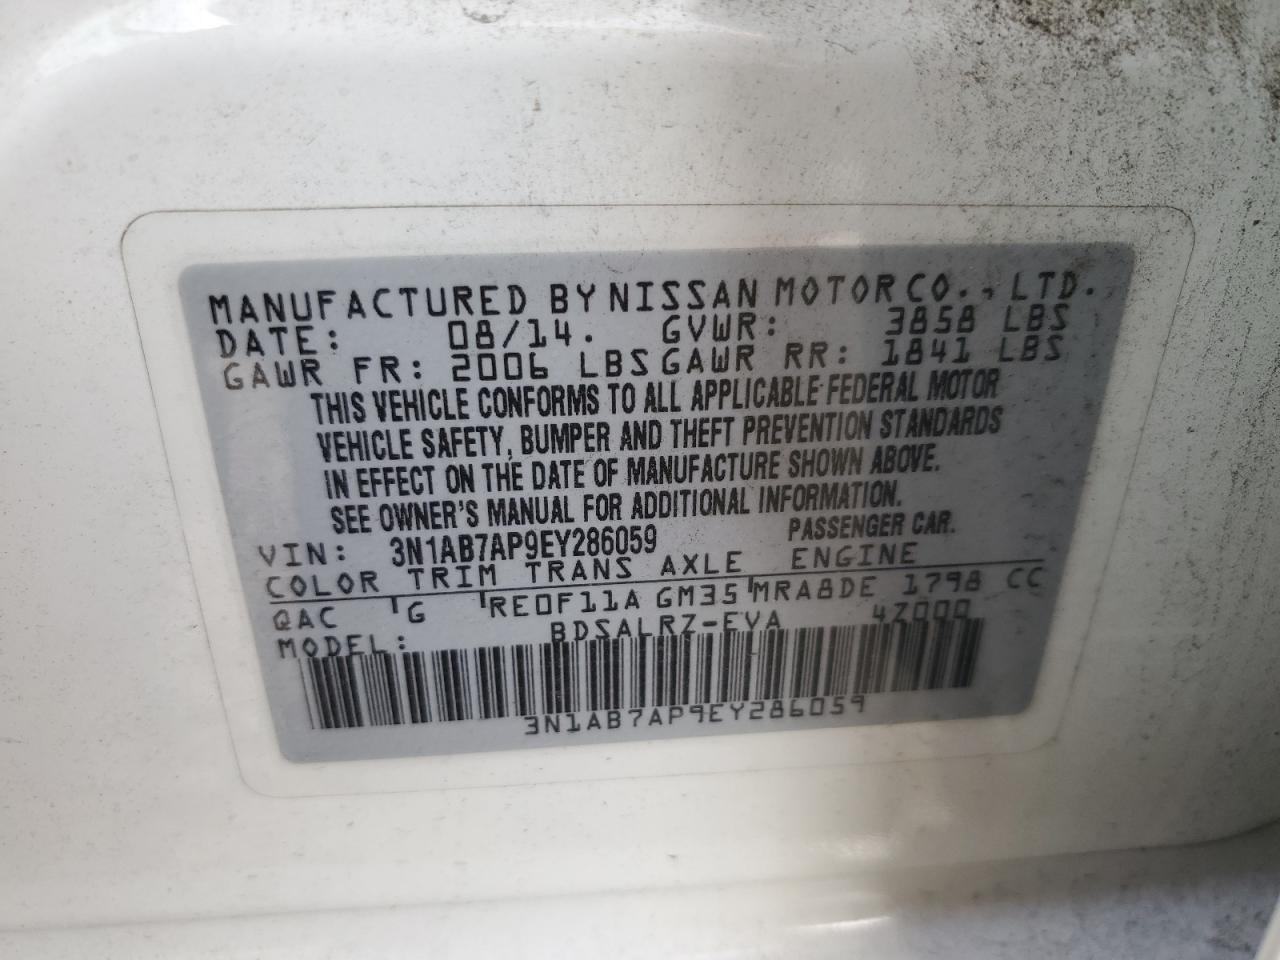 MANUFACTURED BY NISSAN MOTOR CO., LTD.
DATE: 08/14. GVWR: 3858 LBS
GAWR FR: 2006 LBS GAWR RR: 1841 LBS
THIS VEHICLE CONFORMS TO ALL APPLICABLE FEDERAL MOTOR
VEHICLE SAFETY, BUMPER AND THEFT PREVENTION STANDARDS
IN EFFECT ON THE DATE OF MANUFACTURE SHOWN ABOVE.
SEE OWNER'S MANUAL FOR ADDITIONAL INFORMATION.
VIN: 3N1AB7AP9EY286059 PASSENGER CAR.
COLOR TRIM TRANS AXLE ENGINE
QAC G RE0F11A GM35 MRA8DE 1798 CC
MODEL: BDSALRZ-EVA 4Z000
3N1AB7AP9EY286059